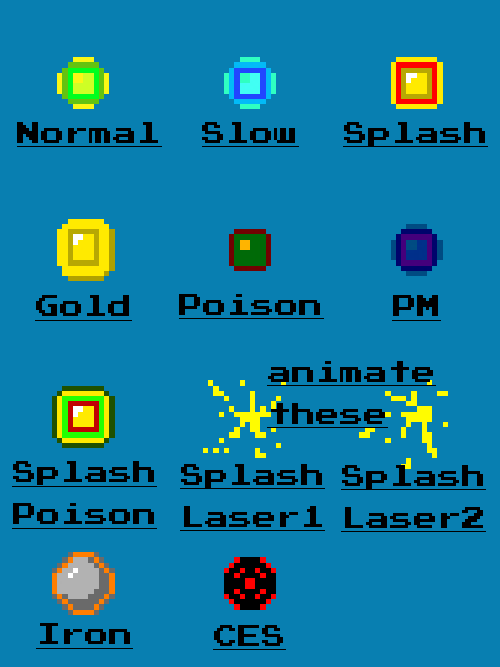 Normal Slow Splash
Gold Poison PM
animate
these
Splash Splash Splash
Poison Laser1 Laser2
Iron CES